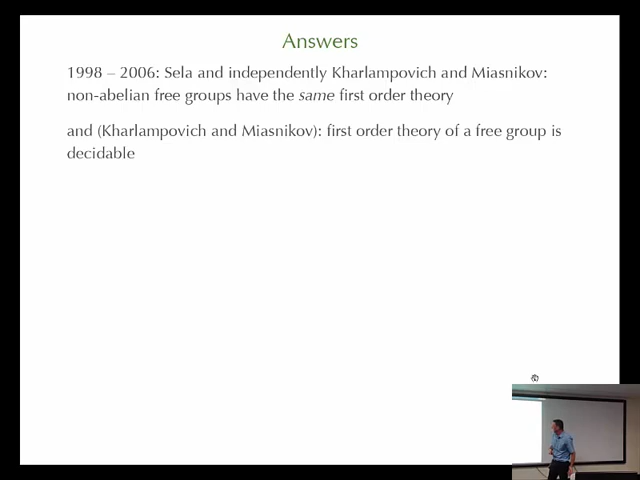 Answers
1998 – 2006: Sela and independently Kharlampovich and Miasnikov:
non-abelian free groups have the same first order theory
and (Kharlampovich and Miasnikov): first order theory of a free group is
decidable